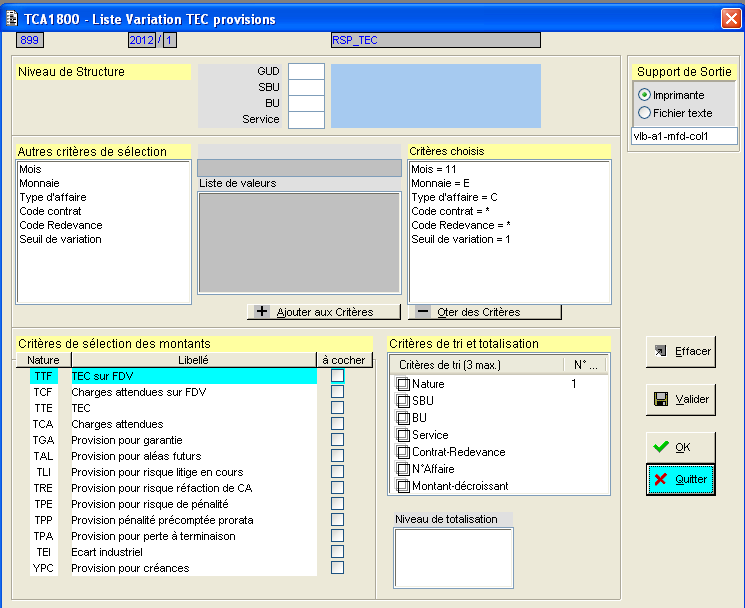 TCA1800 - Liste Variation TEC provisions
899 2012 / 1 RSP_TEC
Niveau de Structure
GUD
SBU
BU
Service
Support de Sortie
Imprimante
Fichier texte
vlb-a1-mfd-col1
Autres critères de sélection
Mois
Monnaie
Type d'affaire
Code contrat
Code Redevance
Seuil de variation
Liste de valeurs
Critères choisis
Mois = 11
Monnaie = E
Type d'affaire = C
Code contrat = *
Code Redevance = *
Seuil de variation = 1
Ajouter aux Critères
Oter des Critères
Critères de sélection des montants
Nature Libellé à cocher
TTF TEC sur FDV
TCF Charges attendues sur FDV
TTE TEC
TCA Charges attendues
TGA Provision pour garantie
TAL Provision pour aléas futurs
TLI Provision pour risque litige en cours
TRE Provision pour risque réfaction de CA
TPE Provision pour risque de pénalité
TPP Provision pénalité précomptée prorata
TPA Provision pour perte à terminaison
TEI Ecart industriel
YPC Provision pour créances
Critères de tri et totalisation
Critères de tri (3 max.) N° ...
Nature 1
SBU
BU
Service
Contrat-Redevance
N°Affaire
Montant-décroissant
Niveau de totalisation
Effacer
Valider
OK
Quitter